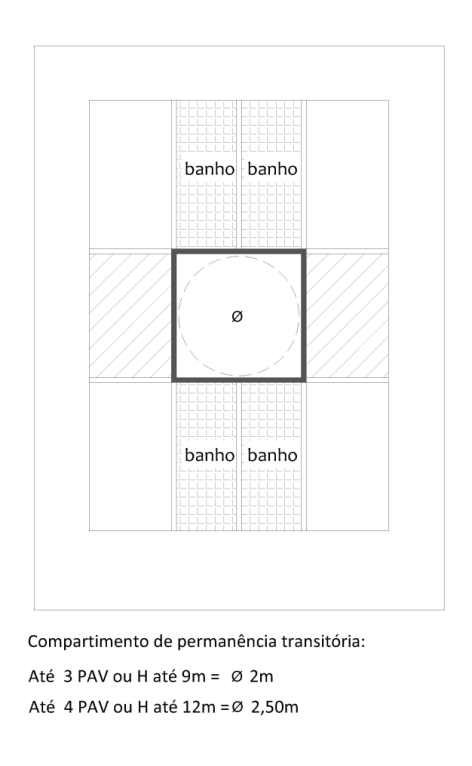 banho banho
Ø
banho banho
Compartimento de permanência transitória:
Até 3 PAV ou H até 9m = Ø 2m
Até 4 PAV ou H até 12m =Ø 2,50m